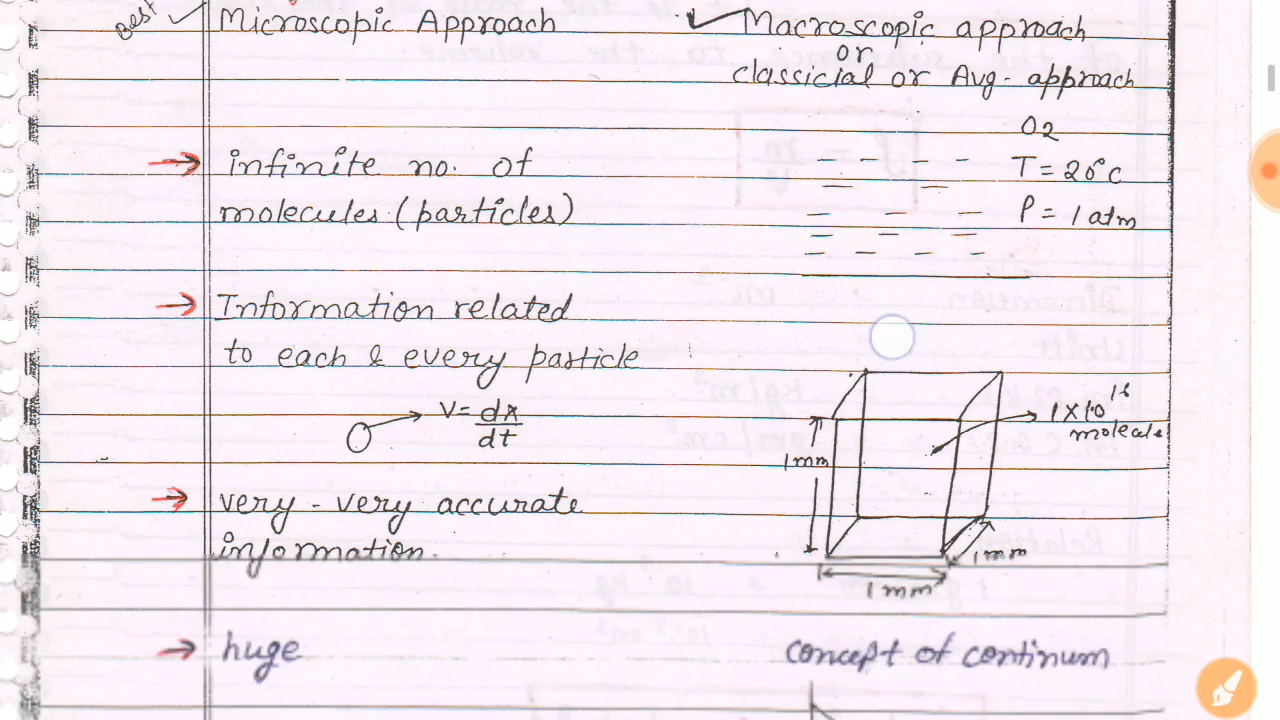 Best
Microscopic Approach
infinite no. of
molecules (particles)
Information related
to each & every particle
V = dx/dt
very - very accurate
information.
huge
Macroscopic approach
or
classicial or Avg- approach
O2
T = 20°C
P = 1 atm
1 X 10^16
molecule
1mm
1mm
1mm
concept of continum